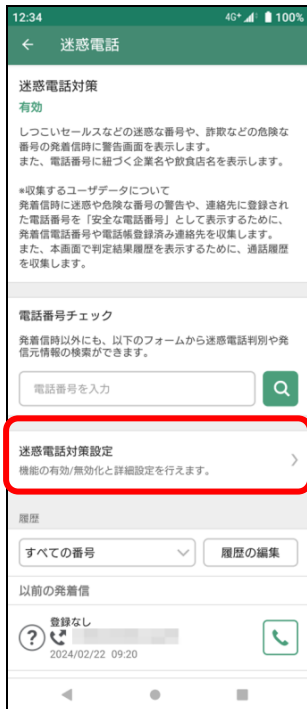 12:34 4G+ 100%
迷惑電話
迷惑電話対策
有効
しつこいセールスなどの迷惑な番号や、詐欺などの危険な
番号の発着信時に警告画面を表示します。
また、電話番号に紐づく企業名や飲食店名を表示します。
*収集するユーザデータについて
発着信時に迷惑や危険な番号の警告や、連絡先に登録され
た電話番号を「安全な電話番号」として表示するために、
発着信電話番号や電話帳登録済み連絡先を収集します。
また、本画面で判定結果履歴を表示するために、通話履歴
を収集します。
電話番号チェック
発着信時以外にも、以下のフォームから迷惑電話判別や発
信元情報の検索ができます。
電話番号を入力
迷惑電話対策設定
機能の有効/無効化と詳細設定を行えます。
履歴
すべての番号 履歴の編集
以前の発着信
登録なし
2024/02/22 09:20